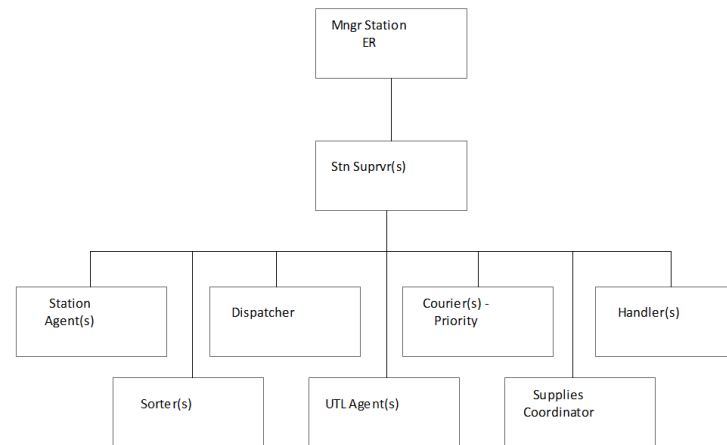 Mngr Station
ER
Stn Suprvr(s)
Station
Agent(s)
Dispatcher
Courier(s) -
Priority
Handler(s)
Sorter(s)
UTL Agent(s)
Supplies
Coordinator